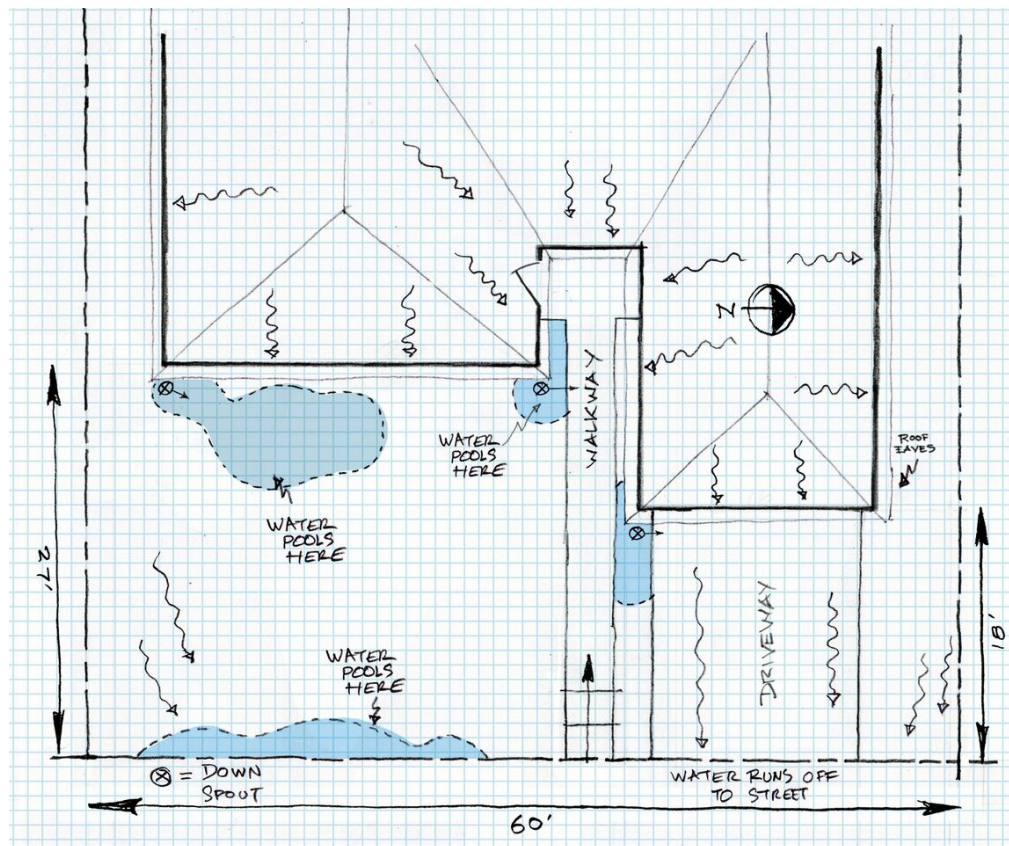 N
ROOF
EAVES
WALKWAY
WATER
POOLS
HERE
WATER
POOLS
HERE
27'
18'
DRIVEWAY
WATER
POOLS
HERE
⊗ = DOWN
SPOUT
WATER RUNS OFF
TO STREET
60'